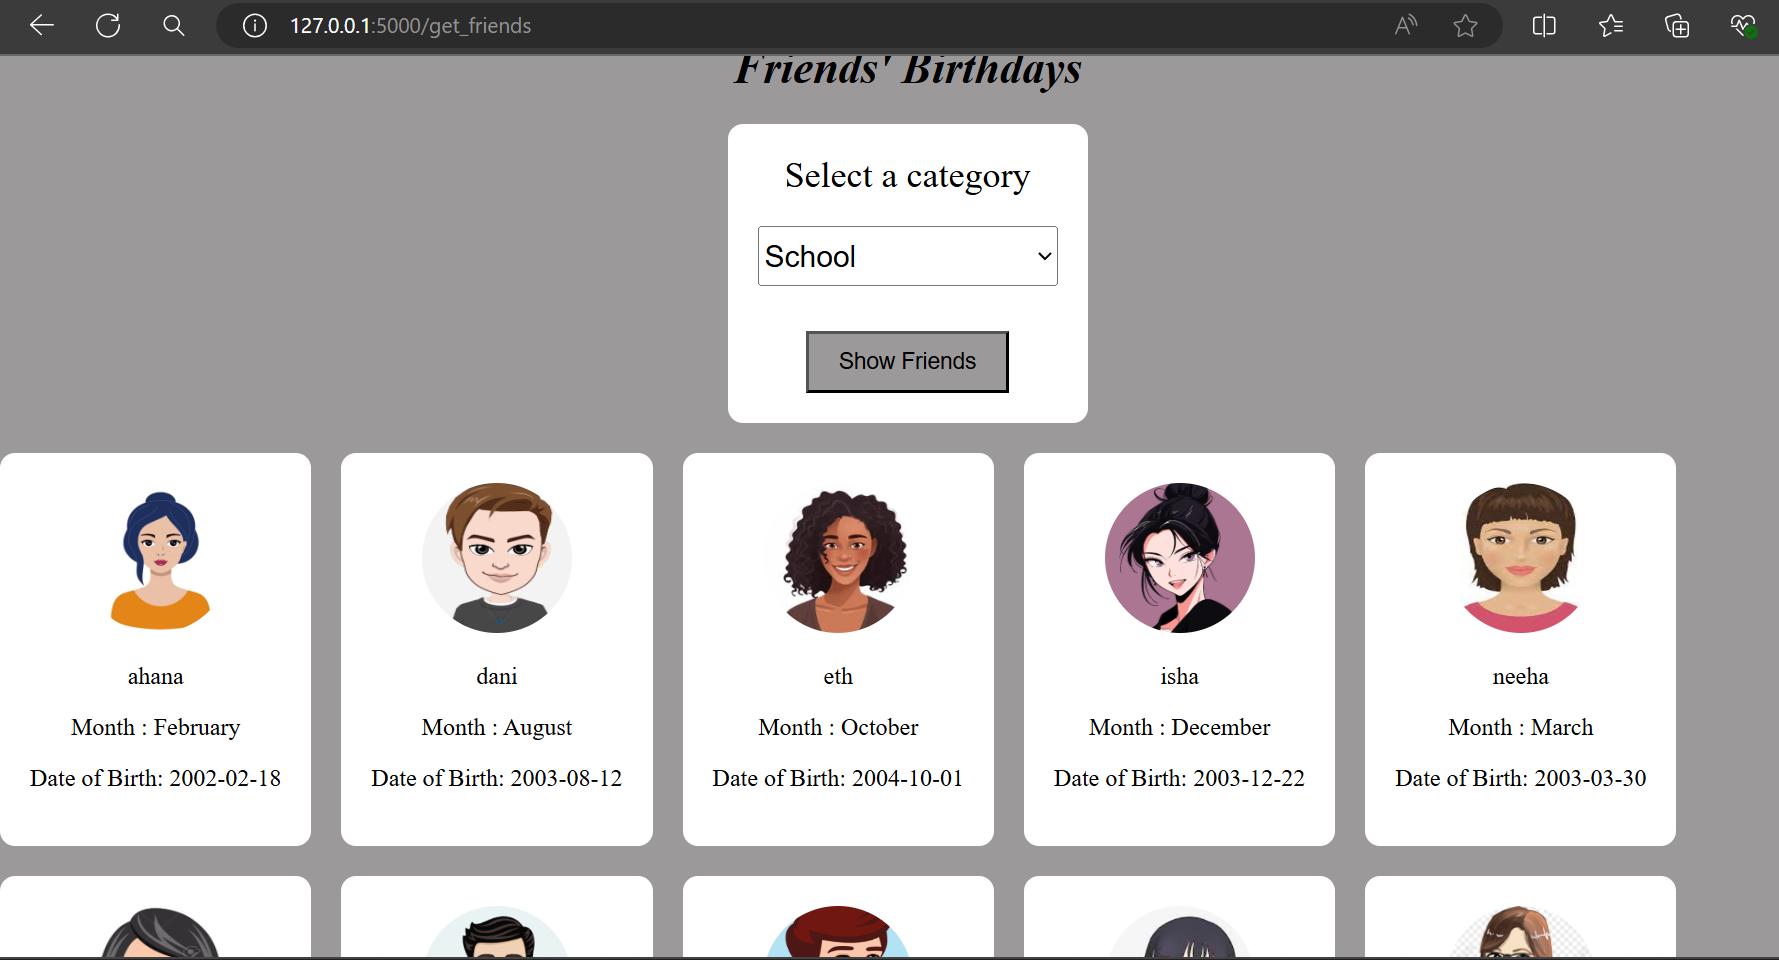 127.0.0.1:5000/get_friends
Friends' Birthdays
Select a category
School
Show Friends
ahana
Month : February
Date of Birth: 2002-02-18
dani
Month : August
Date of Birth: 2003-08-12
eth
Month : October
Date of Birth: 2004-10-01
isha
Month : December
Date of Birth: 2003-12-22
neeha
Month : March
Date of Birth: 2003-03-30